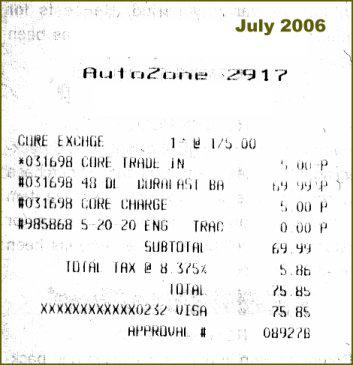 July 2006
AutoZone 2917
CORE EXCHGE 1 @ 1/5.00
*031698 CORE TRADE IN 5.00 P
#031698 48 DL DURALAST BA 69.99 P
#031698 CORE CHARGE 5.00 P
#985868 5-20 20 ENG TRAC 0.00 P
SUBTOTAL 69.99
TOTAL TAX @ 8.375% 5.86
TOTAL 75.85
XXXXXXXXXXXX0232 VISA 75.85
APPROVAL # 089278